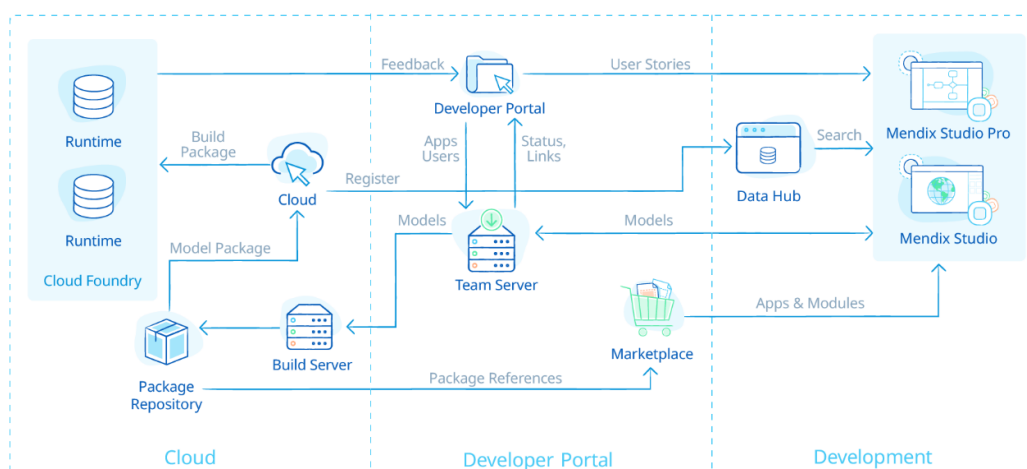 Feedback
User Stories
Developer Portal
Mendix Studio Pro
Runtime
Build
Package
Apps
Users
Status,
Links
Search
Register
Cloud
Data Hub
Runtime
Models
Models
Mendix Studio
Model Package
Cloud Foundry
Team Server
Apps & Modules
Build Server
Marketplace
Package References
Package
Repository
Cloud
Developer Portal
Development